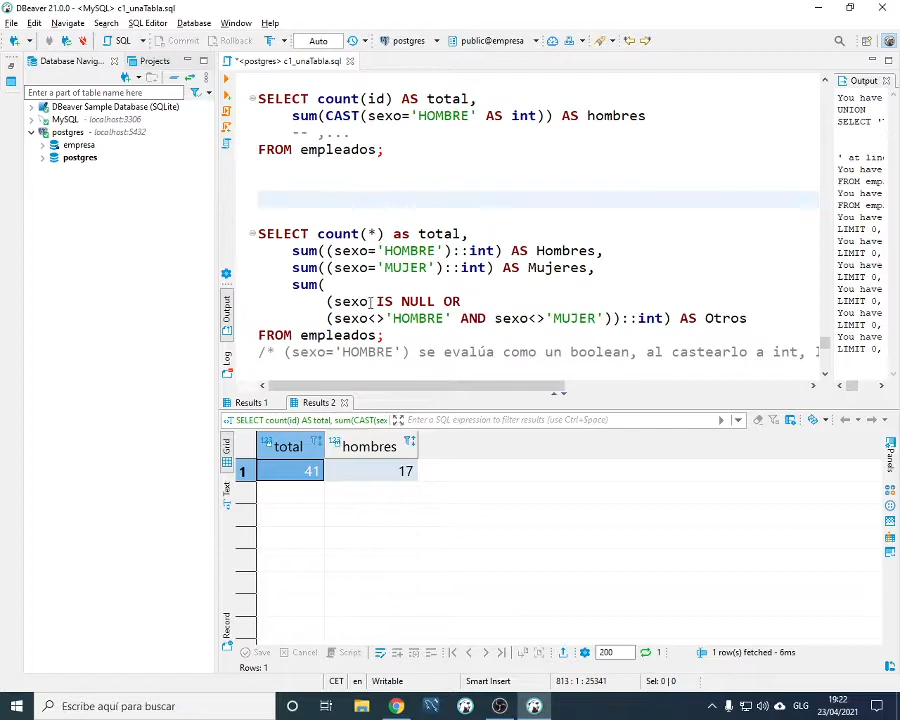 DBeaver 21.0.0 - <MySQL> c1_unaTabla.sql
File Edit Navigate Search SQL Editor Database Window Help
SQL Commit Rollback Auto postgres public@empresa
Database Navig... Projects
Enter a part of table name here
DBeaver Sample Database (SQLite)
MySQL - localhost:3306
postgres - localhost:5432
empresa
postgres
*<postgres> c1_unaTabla.sql
SELECT count(id) AS total,
sum(CAST(sexo='HOMBRE' AS int)) AS hombres
-- ,...
FROM empleados;
SELECT count(*) as total,
sum((sexo='HOMBRE')::int) AS Hombres,
sum((sexo='MUJER')::int) AS Mujeres,
sum(
(sexo IS NULL OR
(sexo<>'HOMBRE' AND sexo<>'MUJER'))::int) AS Otros
FROM empleados;
/* (sexo='HOMBRE') se evalúa como un boolean, al castearlo a int, l
Output
Log
Output
You have
UNION
SELECT '
' at line
You have
FROM emp
You have
FROM emp
You have
LIMIT 0,
You have
LIMIT 0,
You have
LIMIT 0,
You have
LIMIT 0,
You have
LIMIT 0,
You have
LIMIT 0,
Results 1 Results 2
SELECT count(id) AS total, sum(CAST(sex Enter a SQL expression to filter results (use Ctrl+Space)
Grid
Text
Record
Panels
123 total 123 hombres
1 41 17
Save Cancel Script 200 1 1 row(s) fetched - 6ms
Rows: 1
CET en Writable Smart Insert 813 : 1 : 25341 Sel: 0 | 0
Escribe aquí para buscar
GLG
19:22
23/04/2021